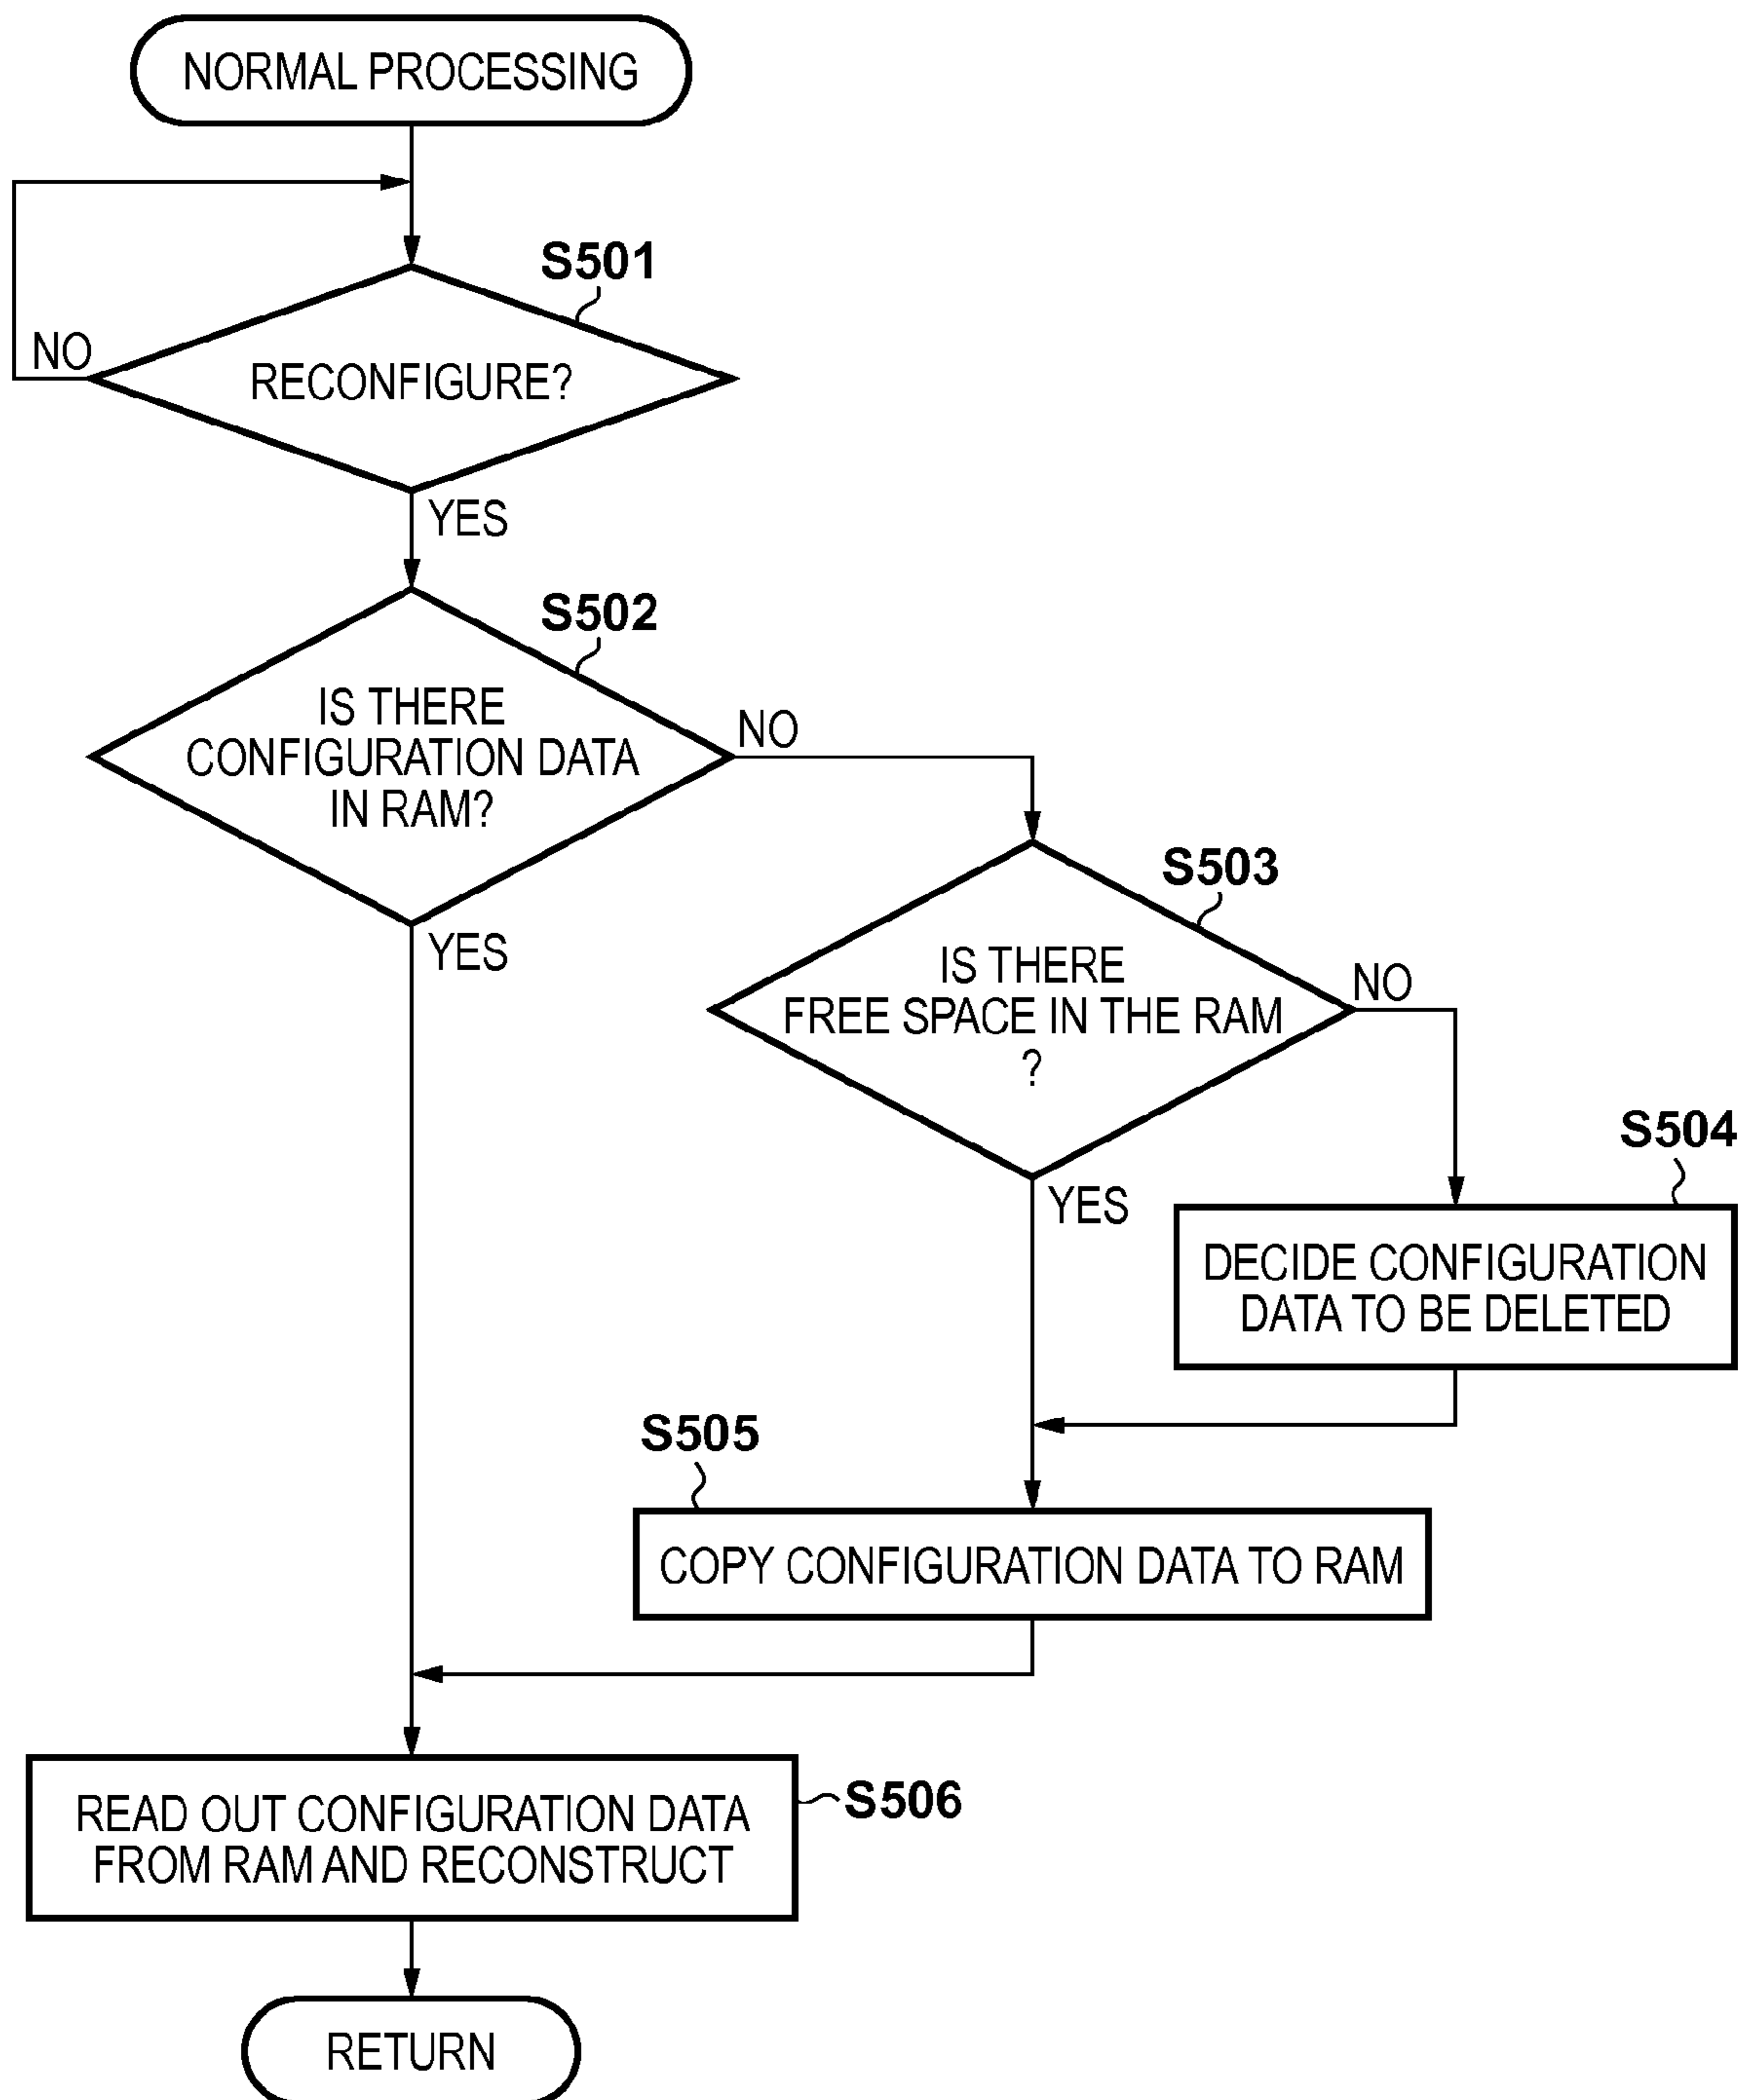 NORMAL PROCESSING
S501
NO
RECONFIGURE?
YES
S502
IS THERE
CONFIGURATION DATA
IN RAM?
NO
YES
S503
IS THERE
FREE SPACE IN THE RAM
?
NO
YES
S504
DECIDE CONFIGURATION
DATA TO BE DELETED
S505
COPY CONFIGURATION DATA TO RAM
READ OUT CONFIGURATION DATA
FROM RAM AND RECONSTRUCT
S506
RETURN